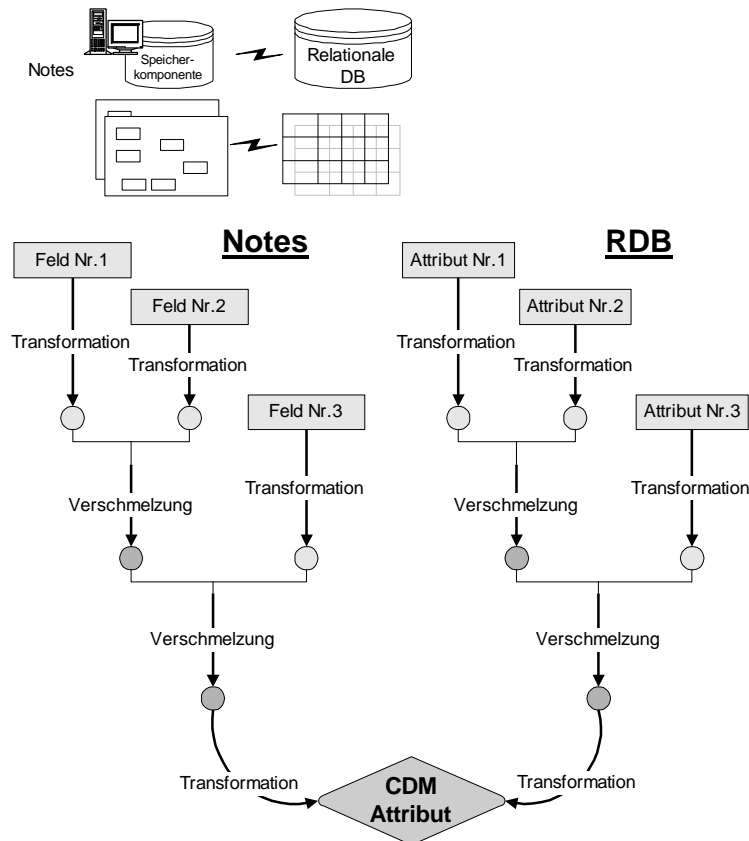 Notes
Speicher-
komponente
Relationale
DB
Notes
RDB
Feld Nr.1
Attribut Nr.1
Feld Nr.2
Attribut Nr.2
Transformation
Transformation
Transformation
Transformation
Feld Nr.3
Attribut Nr.3
Verschmelzung
Transformation
Verschmelzung
Transformation
Verschmelzung
Verschmelzung
Transformation
CDM
Attribut
Transformation